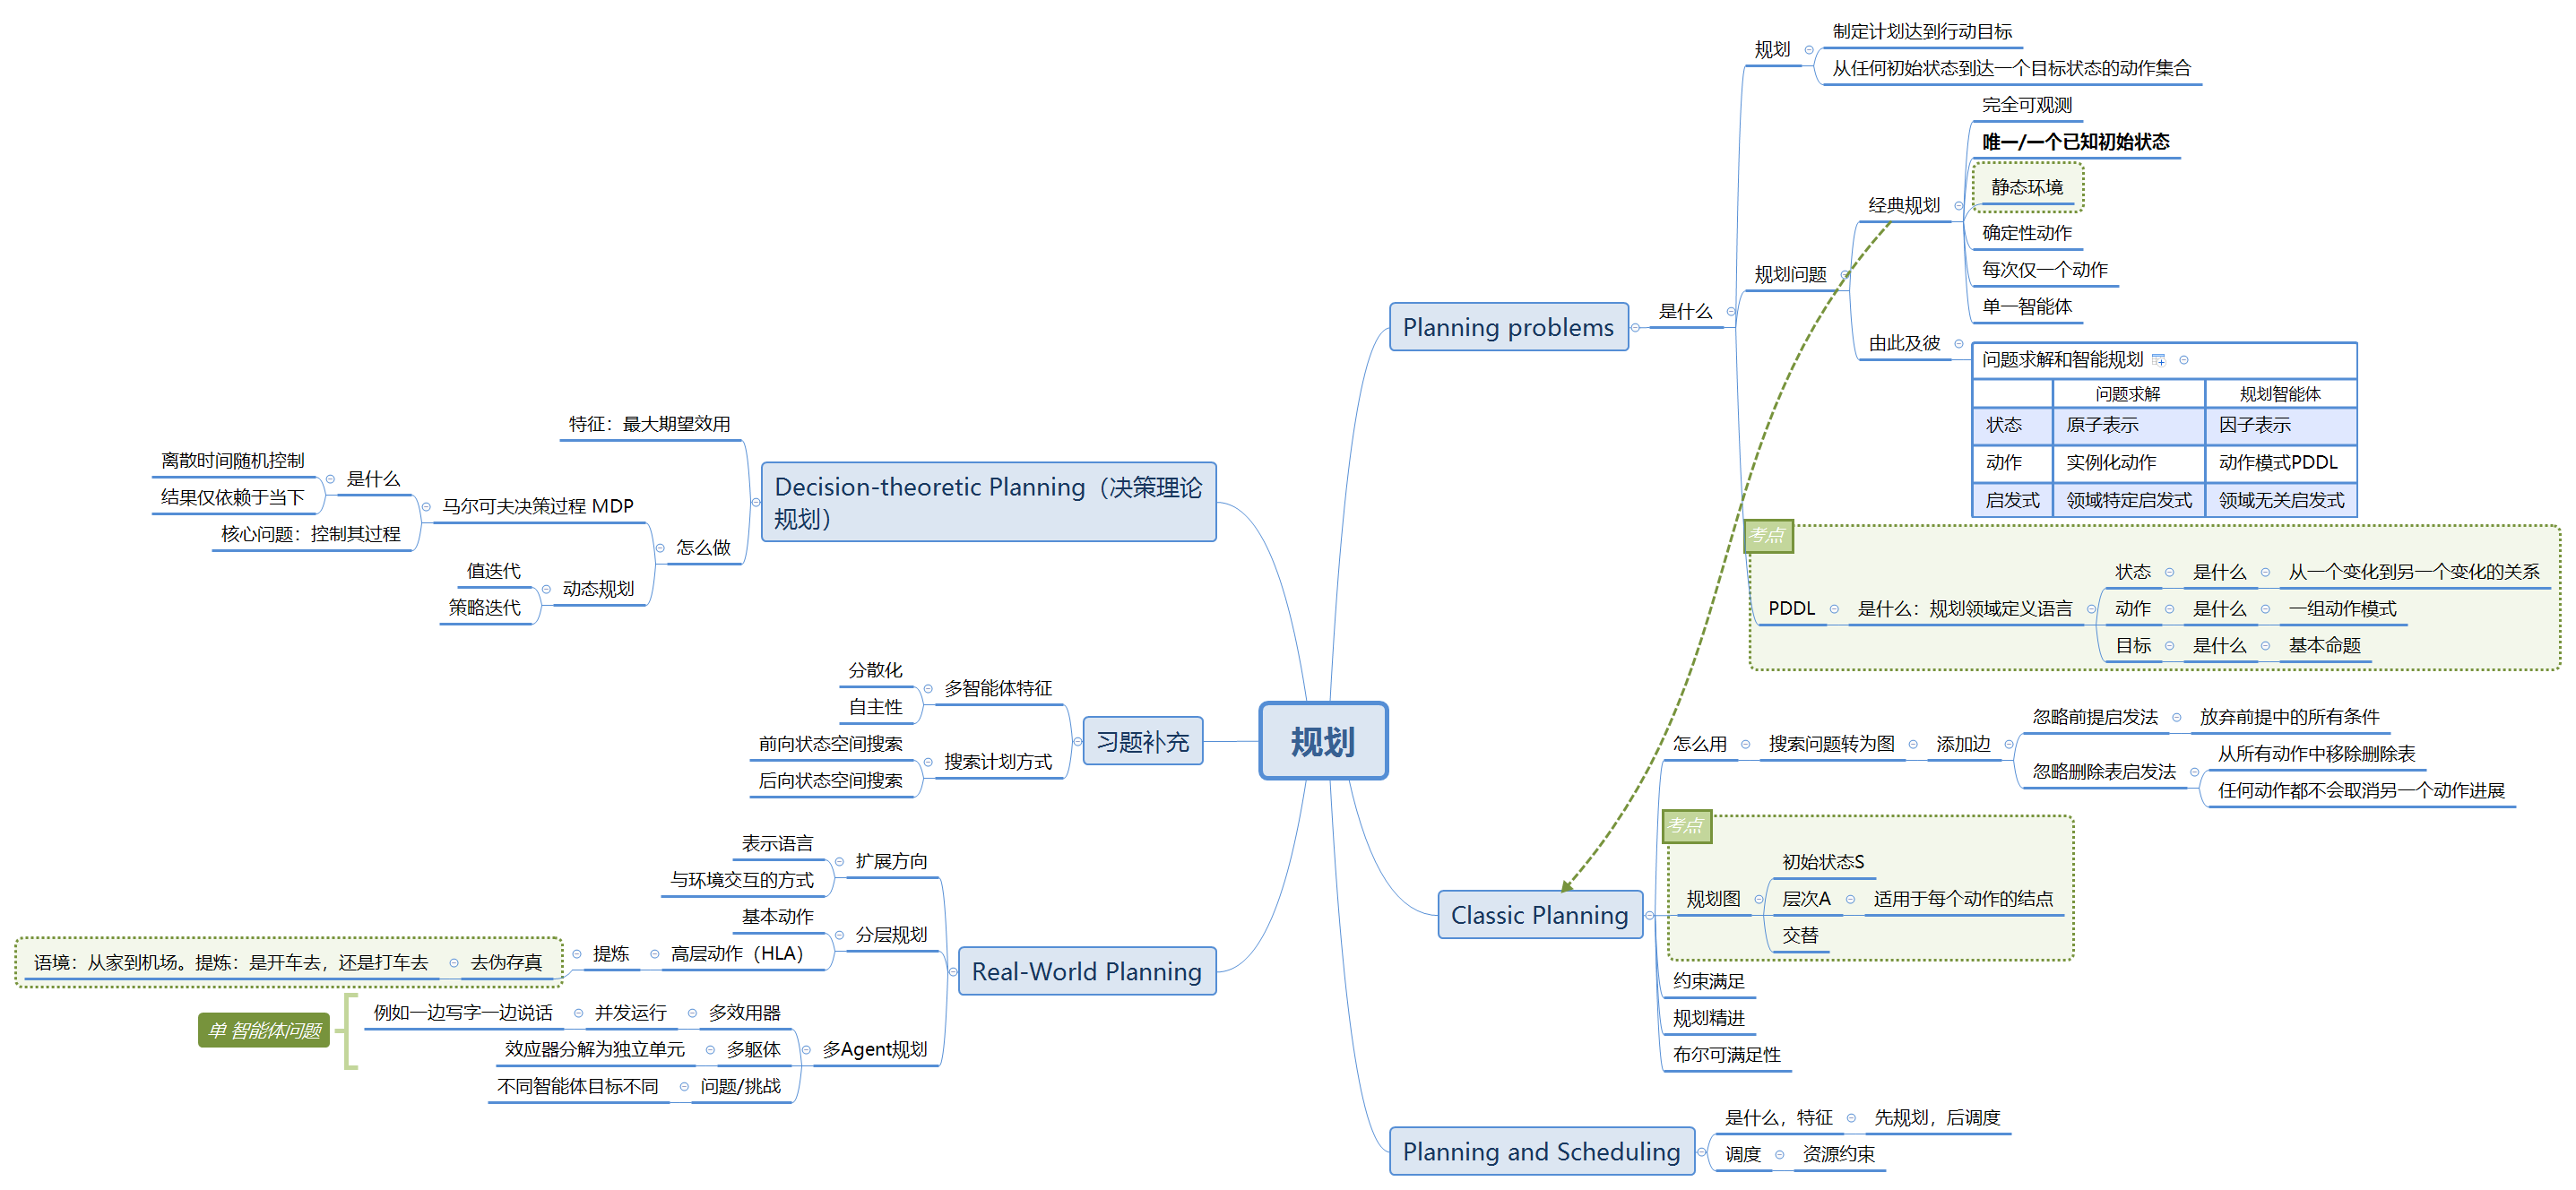 规划
Planning problems
是什么
规划
制定计划达到行动目标
从任何初始状态到达一个目标状态的动作集合
规划问题
经典规划
完全可观测
唯一/一个已知初始状态
静态环境
确定性动作
每次仅一个动作
单一智能体
由此及彼
问题求解和智能规划
问题求解 规划智能体
状态 原子表示 因子表示
动作 实例化动作 动作模式PDDL
启发式 领域特定启发式 领域无关启发式
考点
PDDL
是什么：规划领域定义语言
状态 是什么 从一个变化到另一个变化的关系
动作 是什么 一组动作模式
目标 是什么 基本命题
Classic Planning
怎么用
搜索问题转为图
添加边
忽略前提启发法
放弃前提中的所有条件
忽略删除表启发法
从所有动作中移除删除表
任何动作都不会取消另一个动作进展
考点
规划图
初始状态S
层次A
适用于每个动作的结点
交替
约束满足
规划精进
布尔可满足性
Planning and Scheduling
是什么，特征
先规划，后调度
调度
资源约束
Decision-theoretic Planning（决策理论
规划）
特征：最大期望效用
怎么做
马尔可夫决策过程 MDP
是什么
离散时间随机控制
结果仅依赖于当下
核心问题：控制其过程
动态规划
值迭代
策略迭代
习题补充
多智能体特征
分散化
自主性
搜索计划方式
前向状态空间搜索
后向状态空间搜索
Real-World Planning
扩展方向
表示语言
与环境交互的方式
分层规划
基本动作
高层动作（HLA）
提炼
去伪存真
语境：从家到机场。提炼：是开车去，还是打车去
多Agent规划
多效用器
并发运行
例如一边写字一边说话
多躯体
效应器分解为独立单元
问题/挑战
不同智能体目标不同
单 智能体问题